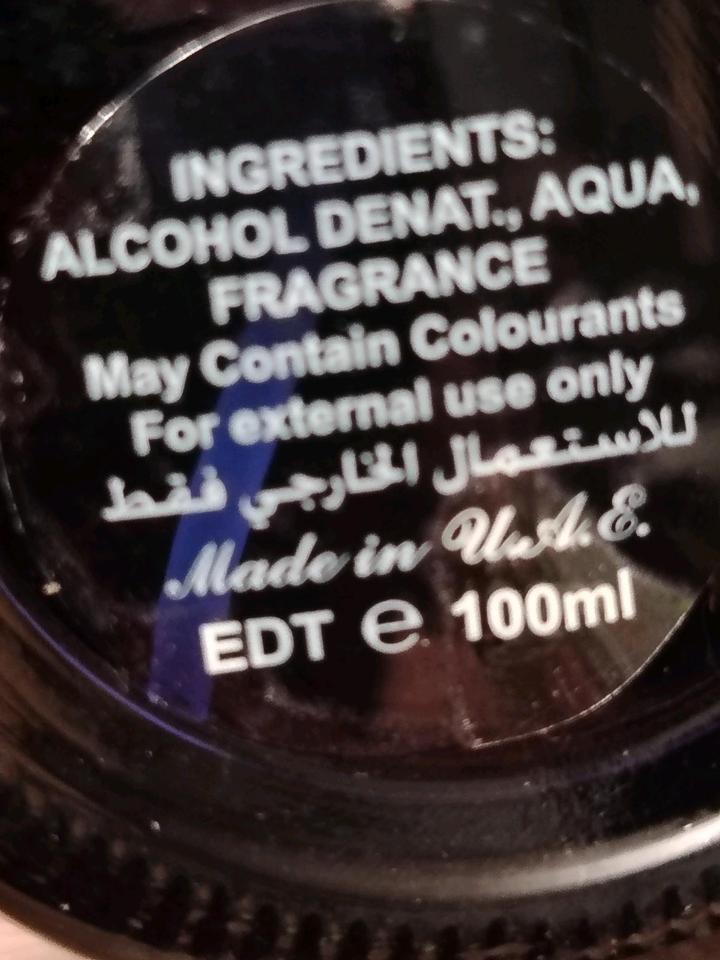 INGREDIENTS:
ALCOHOL DENAT., AQUA,
FRAGRANCE
May Contain Colourants
For external use only
للاستعمال الخارجي فقط
Made in U.A.E.
EDT e 100ml